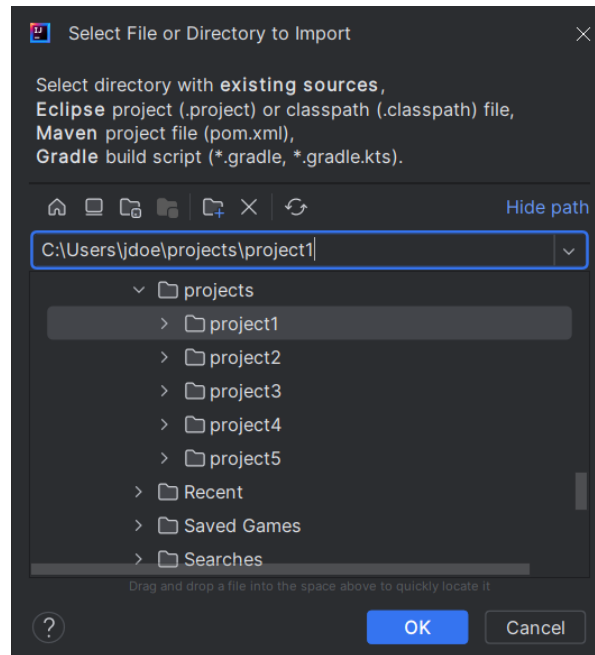 Select File or Directory to Import
Select directory with existing sources,
Eclipse project (.project) or classpath (.classpath) file,
Maven project file (pom.xml),
Gradle build script (*.gradle, *.gradle.kts).
Hide path
C:\Users\jdoe\projects\project1
projects
project1
project2
project3
project4
project5
Recent
Saved Games
Searches
Drag and drop a file into the space above to quickly locate it
? OK Cancel